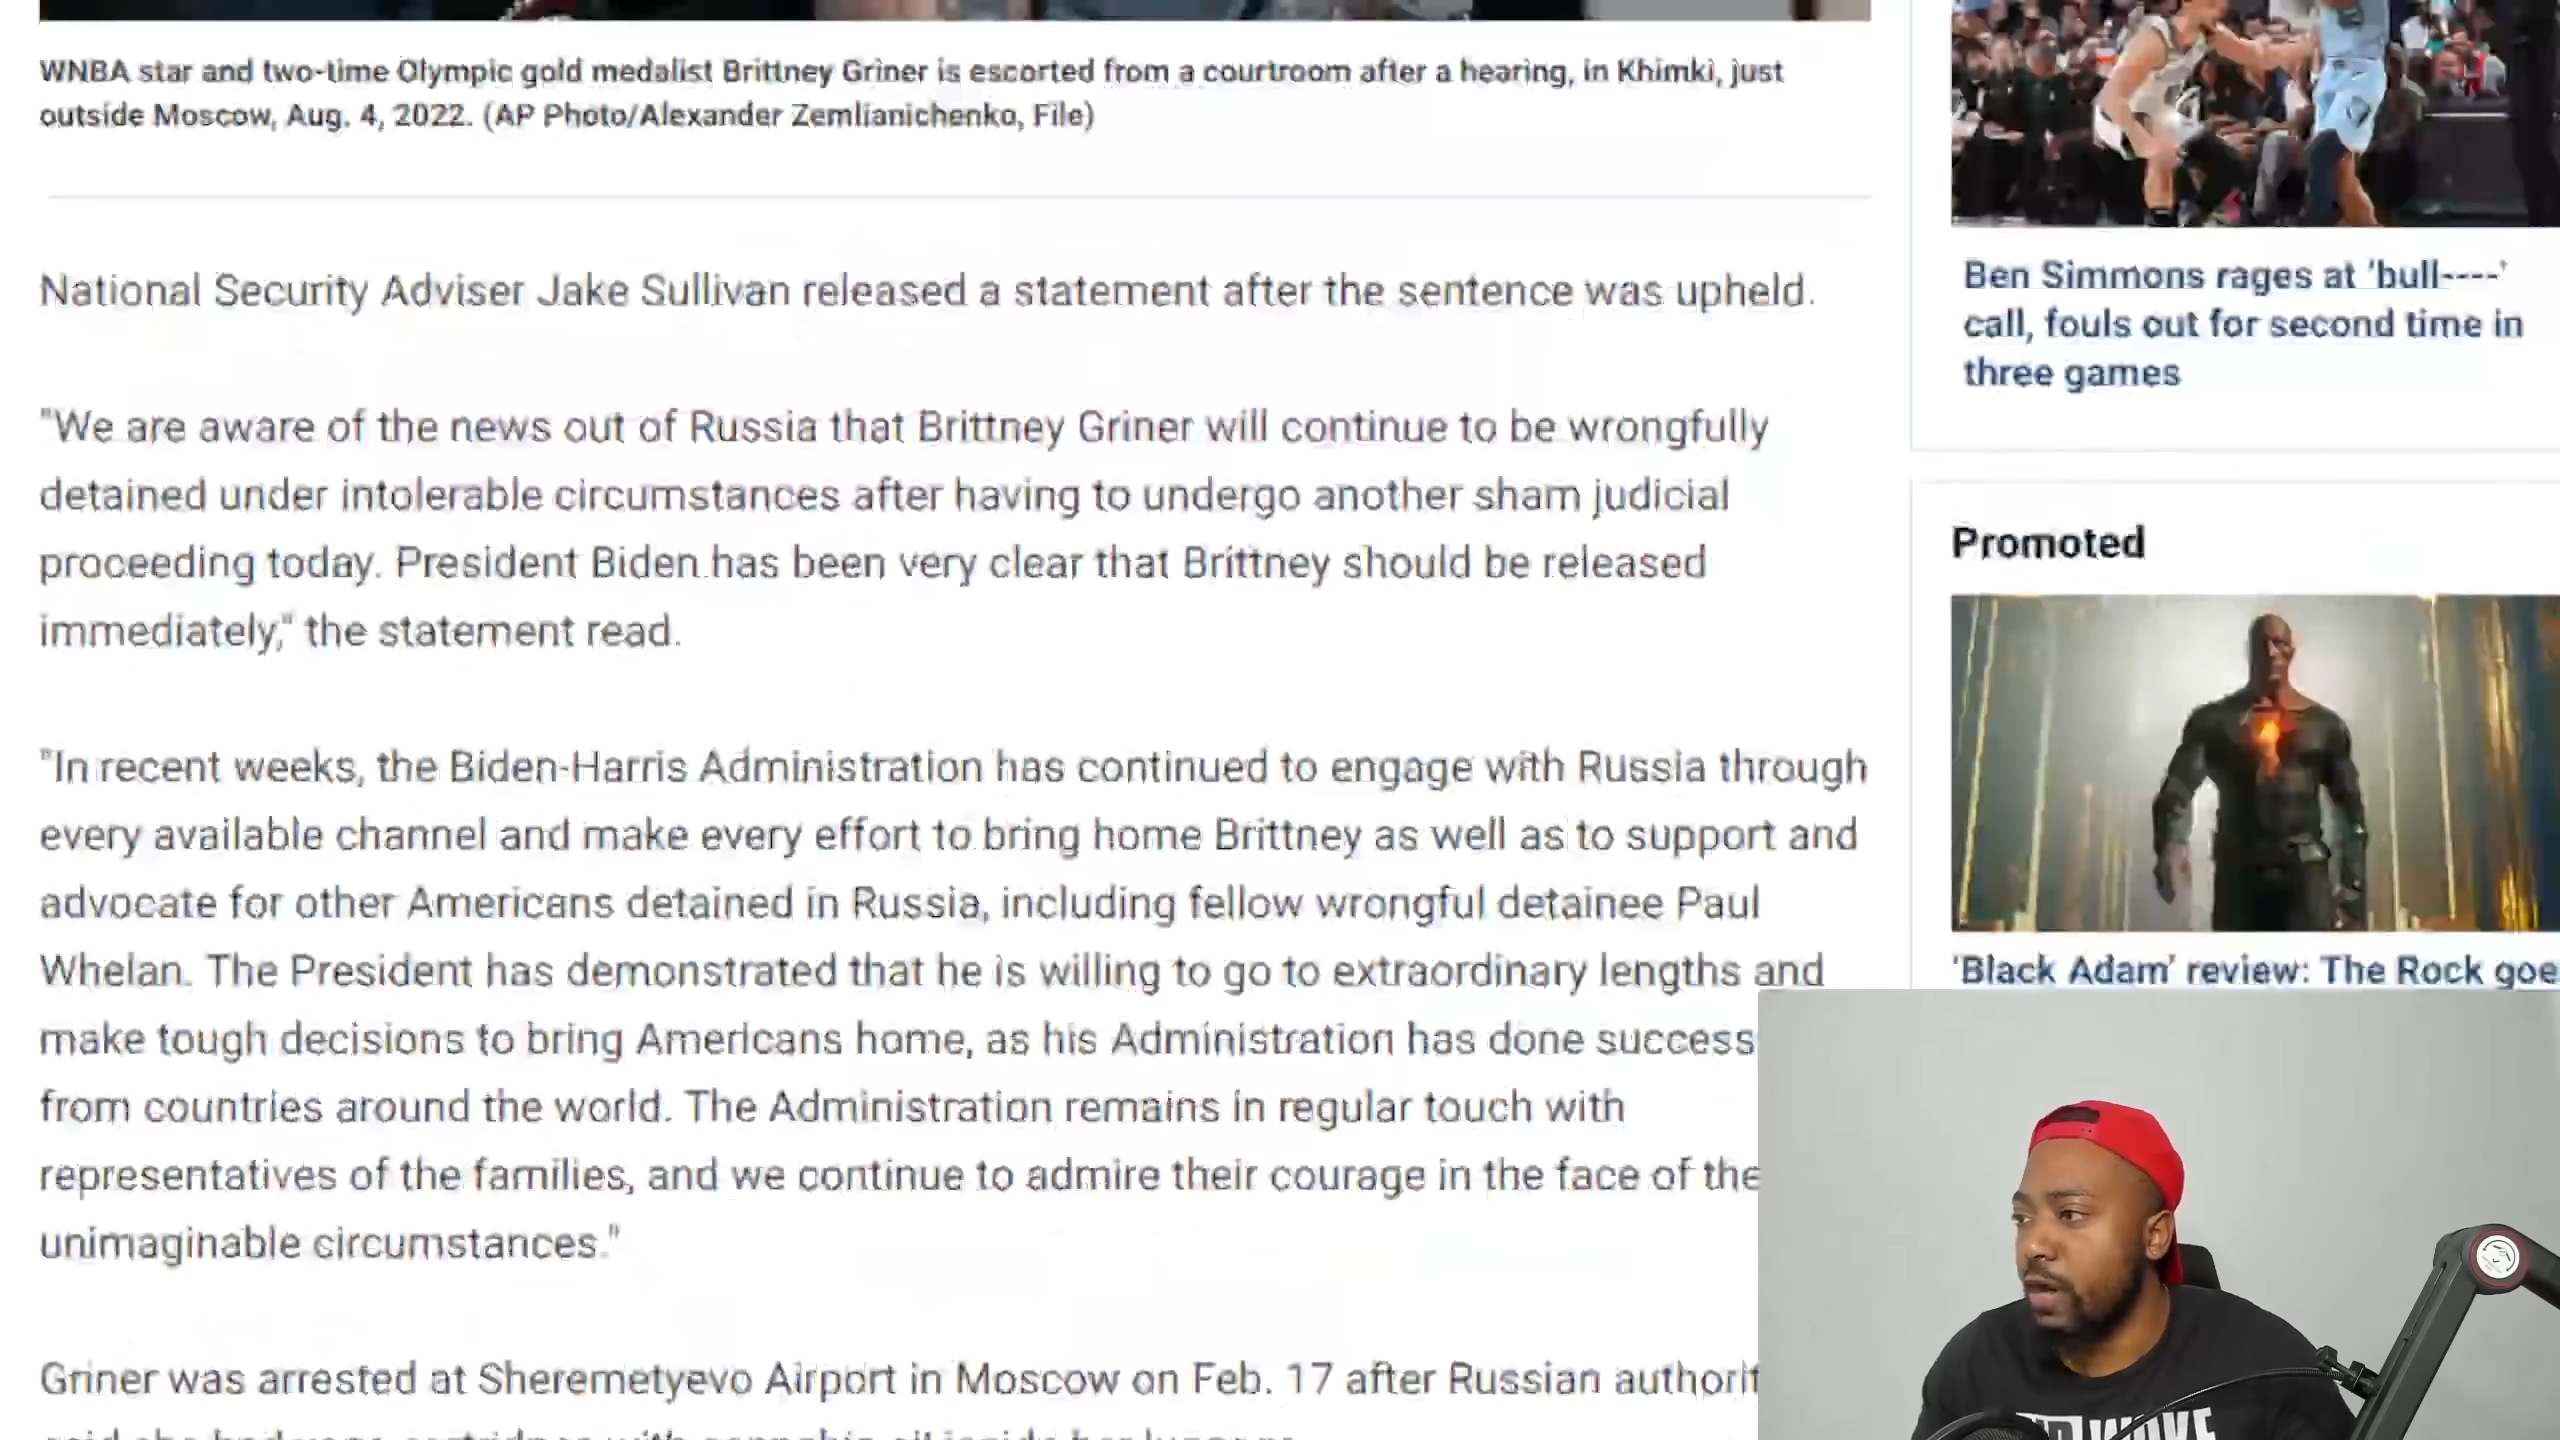 WNBA star and two-time Olympic gold medalist Brittney Griner is escorted from a courtroom after a hearing, in Khimki, just
outside Moscow, Aug. 4, 2022. (AP Photo/Alexander Zemlianichenko, File)
National Security Adviser Jake Sullivan released a statement after the sentence was upheld.
"We are aware of the news out of Russia that Brittney Griner will continue to be wrongfully
detained under intolerable circumstances after having to undergo another sham judicial
proceeding today. President Biden has been very clear that Brittney should be released
immediately," the statement read.
"In recent weeks, the Biden-Harris Administration has continued to engage with Russia through
every available channel and make every effort to bring home Brittney as well as to support and
advocate for other Americans detained in Russia, including fellow wrongful detainee Paul
Whelan. The President has demonstrated that he is willing to go to extraordinary lengths and
make tough decisions to bring Americans home, as his Administration has done success
from countries around the world. The Administration remains in regular touch with
representatives of the families, and we continue to admire their courage in the face of the
unimaginable circumstances."
Griner was arrested at Sheremetyevo Airport in Moscow on Feb. 17 after Russian authorit
Ben Simmons rages at 'bull----'
call, fouls out for second time in
three games
Promoted
'Black Adam' review: The Rock goe
WOKE